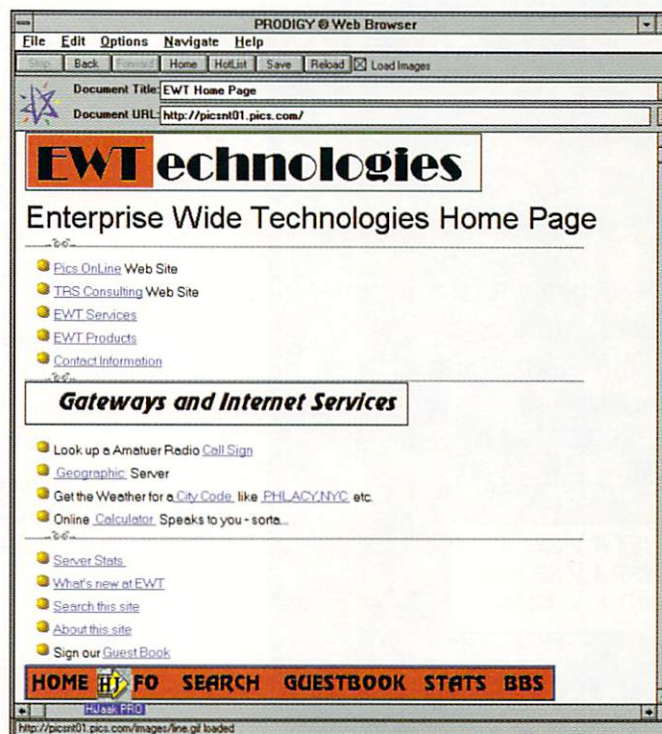 PRODIGY ® Web Browser
File Edit Options Navigate Help
Stop Back Forward Home HotList Save Reload Load Images
Document Title: EWT Home Page
Document URL: http://picsnt01.pics.com/
EWTechnologies
Enterprise Wide Technologies Home Page
Pics OnLine Web Site
TRS Consulting Web Site
EWT Services
EWT Products
Contact Information
Gateways and Internet Services
Look up a Amatuer Radio Call Sign
Geographic Server
Get the Weather for a City Code like PHL,ACY,NYC etc.
Online Calculator Speaks to you - sorta...
Server Stats
What's new at EWT
Search this site
About this site
Sign our Guest Book
HOME HJ FO SEARCH GUESTBOOK STATS BBS
HiJaak PRO
http://picsnt01.pics.com/images/line.gif loaded